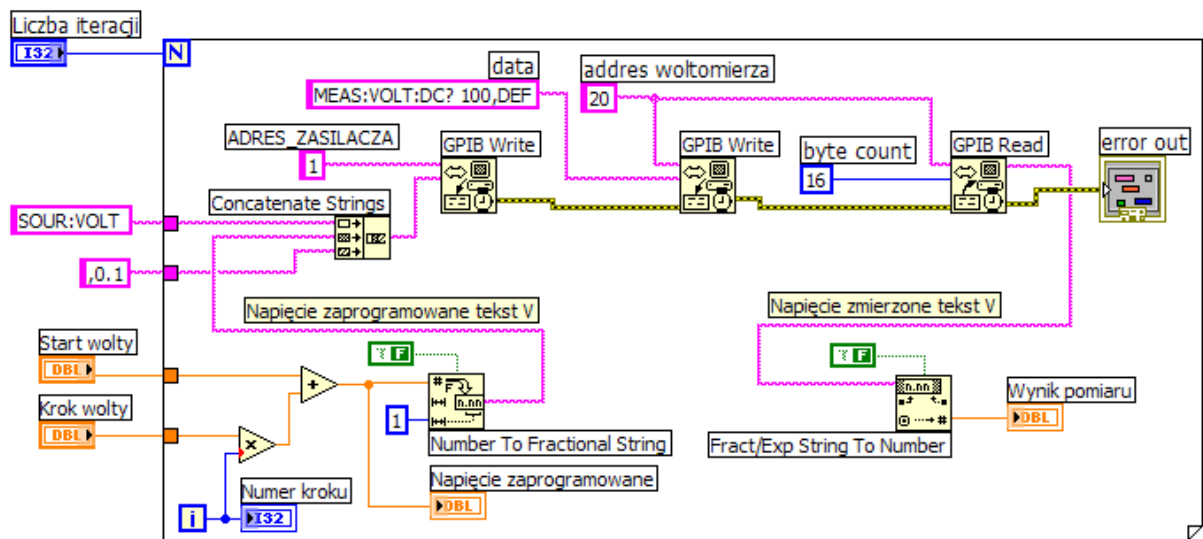 Liczba iteracji
I32
N
data
addres woltomierza
MEAS:VOLT:DC? 100,DEF
20
ADRES_ZASILACZA
GPIB Write
GPIB Write
byte count
GPIB Read
error out
1
16
Concatenate Strings
SOUR:VOLT
,0.1
Napięcie zaprogramowane tekst V
Napięcie zmierzone tekst V
Start wolty
DBL
F
F
Krok wolty
DBL
#
F
n.nn
n.nn
#
1
Wynik pomiaru
DBL
Number To Fractional String
Fract/Exp String To Number
Napięcie zaprogramowane
DBL
Numer kroku
I32
i